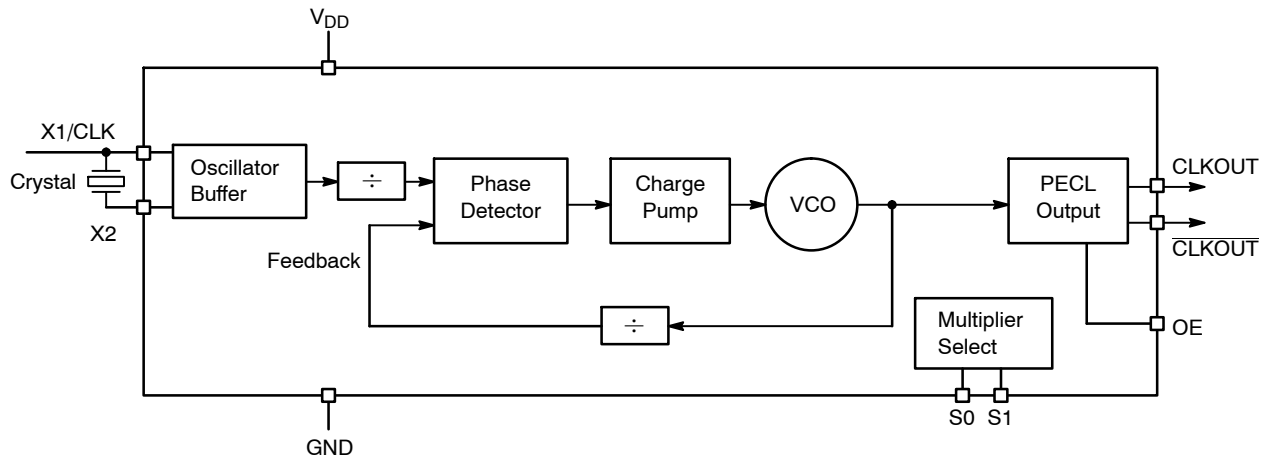 VDD
X1/CLK
Crystal
X2
Oscillator
Buffer
÷
Phase
Detector
Charge
Pump
VCO
PECL
Output
CLKOUT
CLKOUT
Feedback
÷
Multiplier
Select
OE
S0 S1
GND